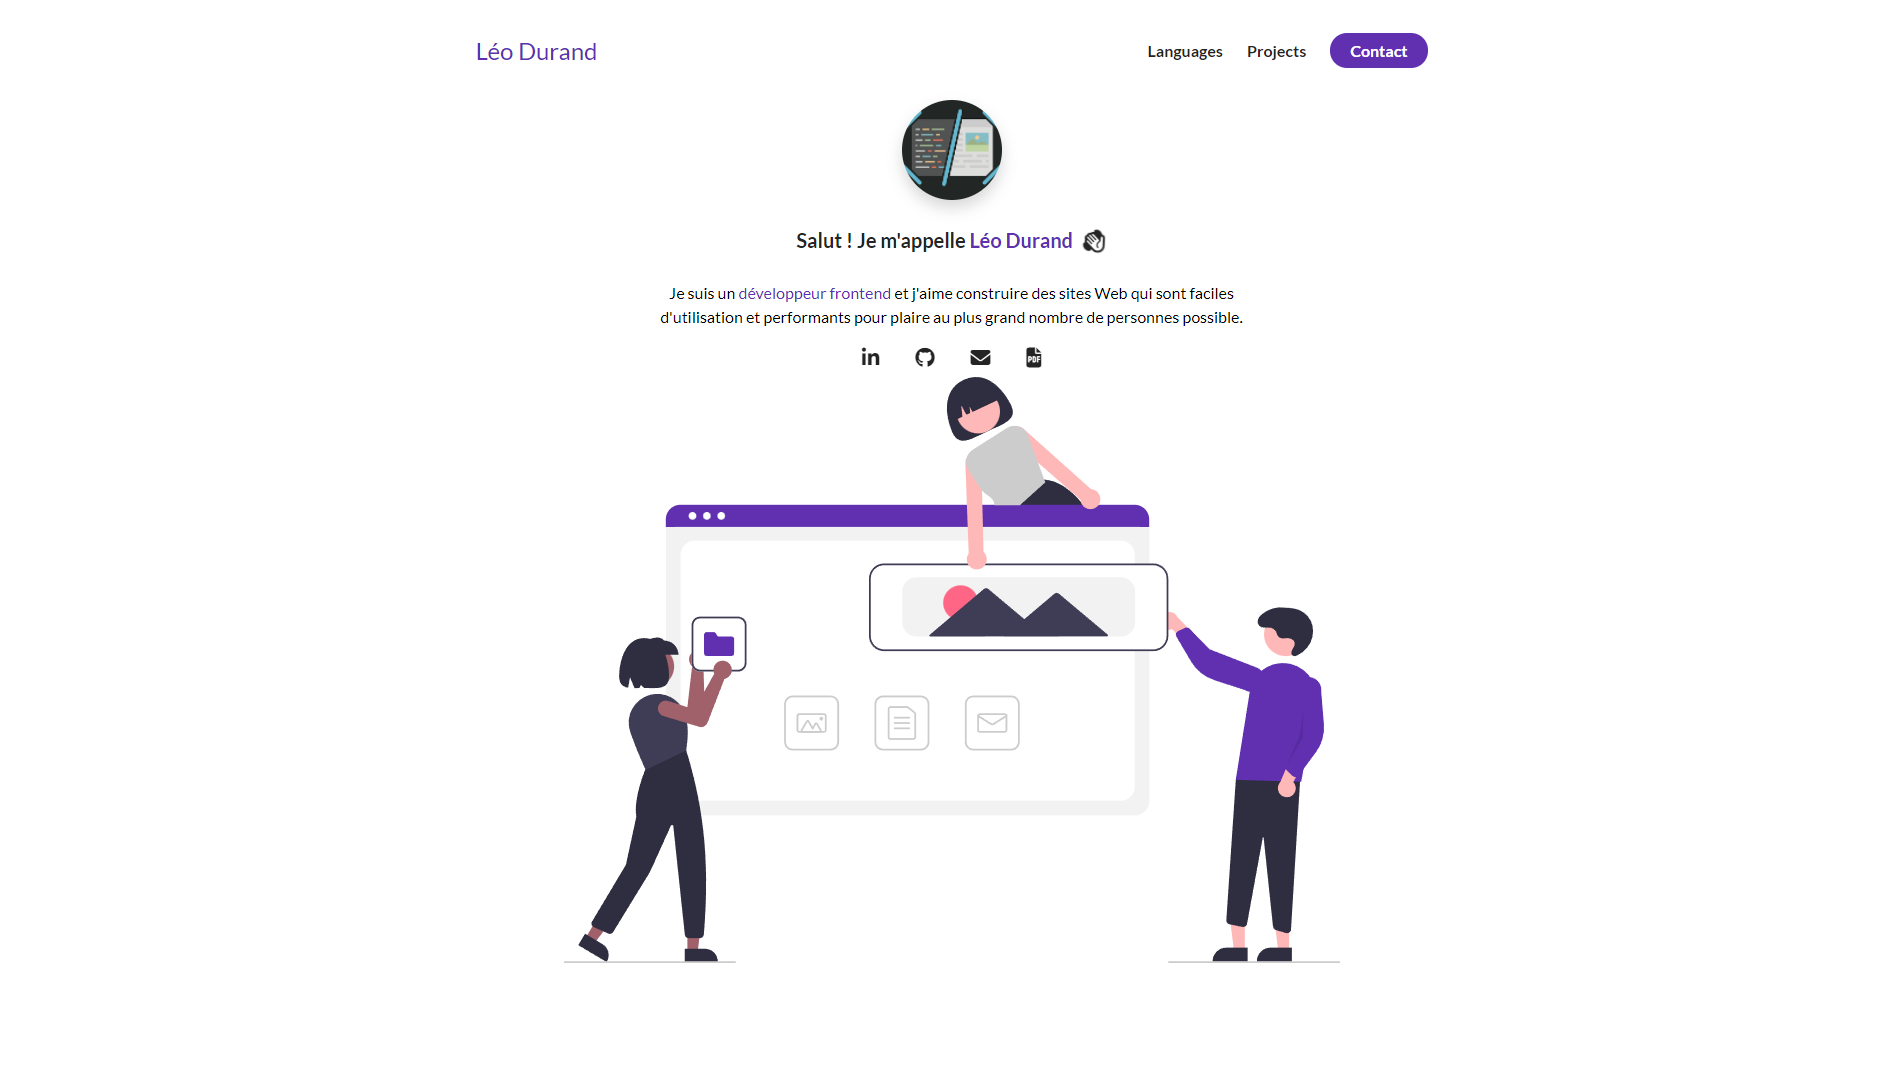 Léo Durand
Languages
Projects
Contact
Salut ! Je m'appelle Léo Durand
Je suis un développeur frontend et j'aime construire des sites Web qui sont faciles
d'utilisation et performants pour plaire au plus grand nombre de personnes possible.
in
PDF